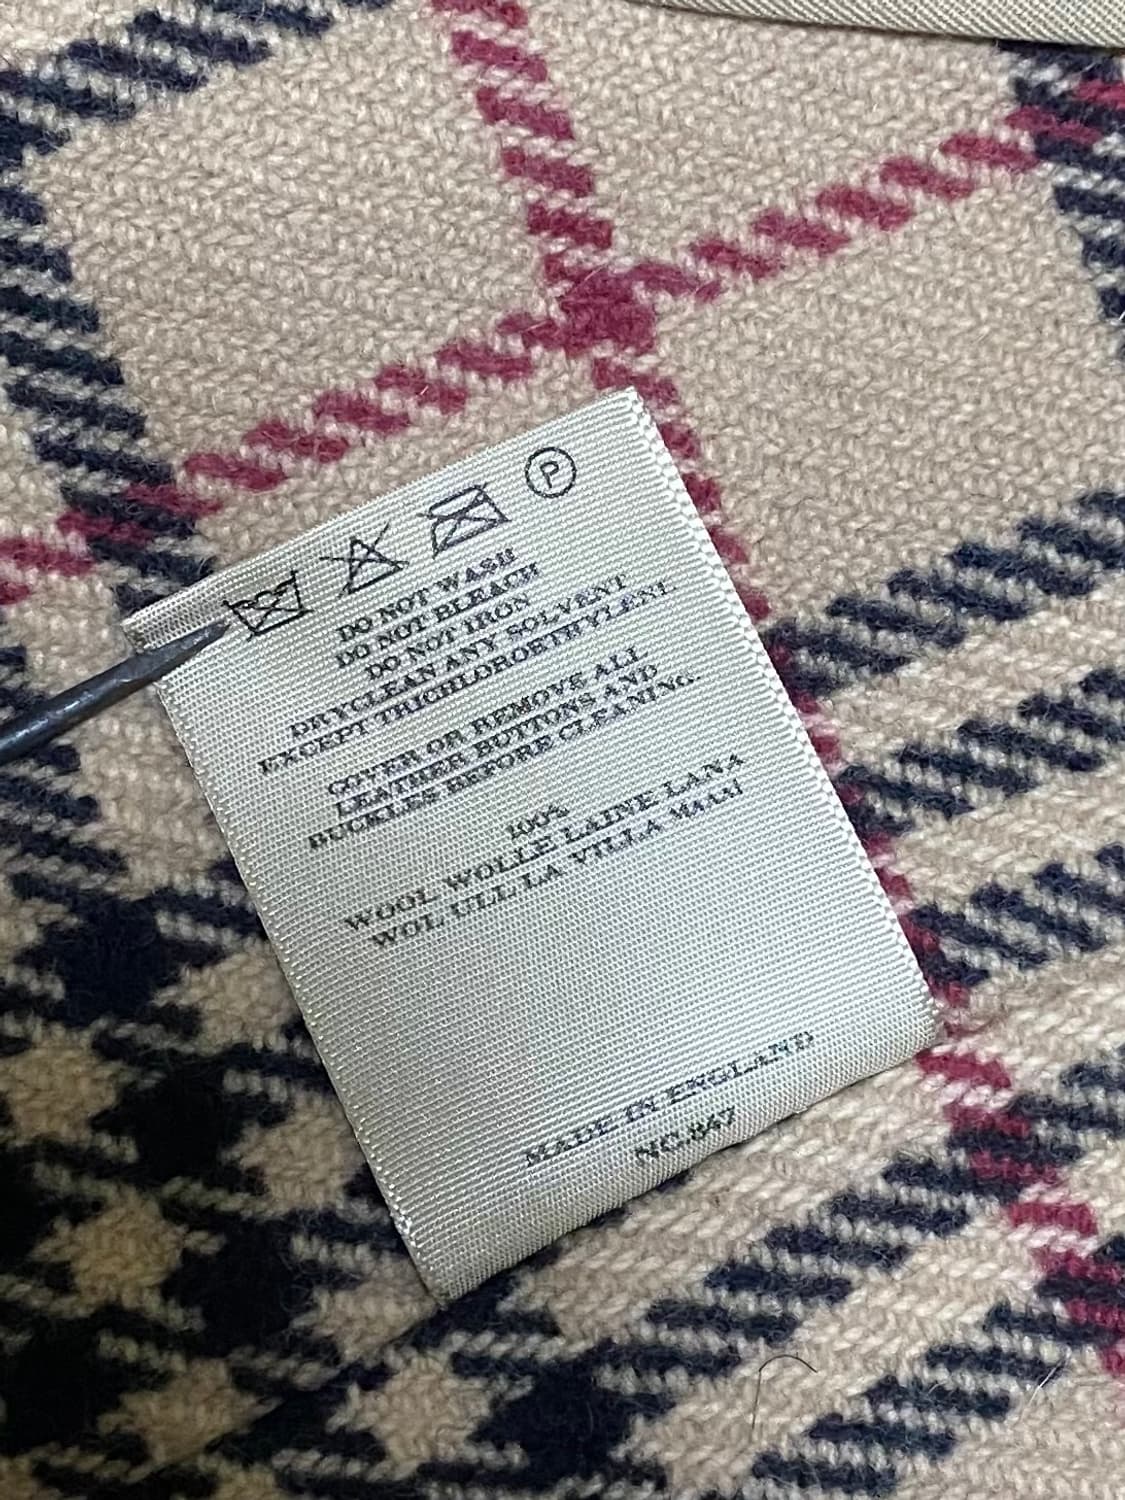 P
DO NOT WASH
DO NOT BLEACH
DO NOT IRON
DRYCLEAN ANY SOLVENT
EXCEPT TRICHLOROETHYLENE.
COVER OR REMOVE ALL
LEATHER BUTTONS AND
BUCKLES BEFORE CLEANING.
100%
WOOL WOLLE LAINE LANA
WOL ULL LA VILLA
MADE IN ENGLAND
NO.847